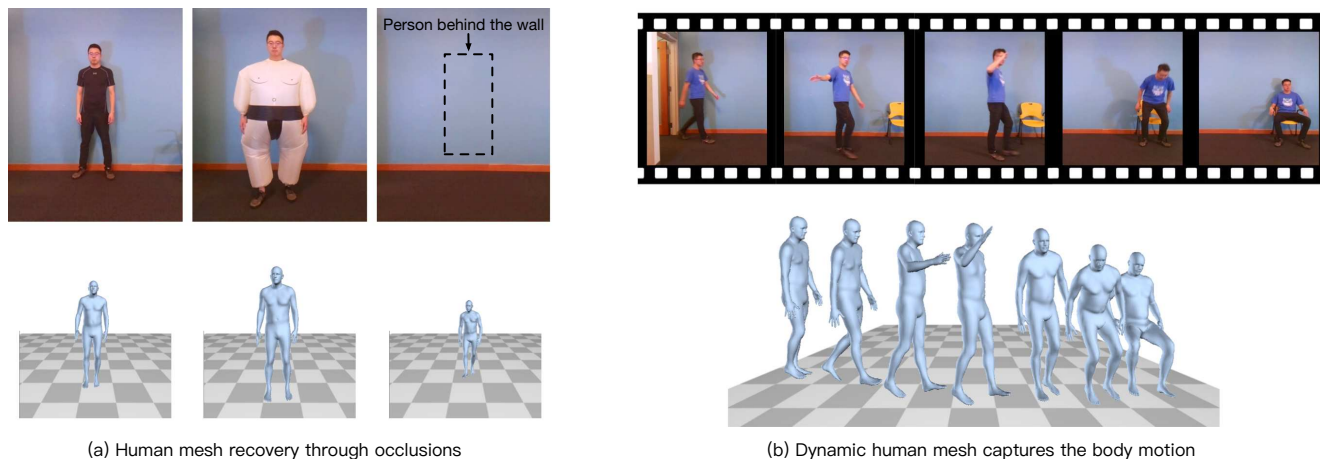 Person behind the wall
(a) Human mesh recovery through occlusions
(b) Dynamic human mesh captures the body motion